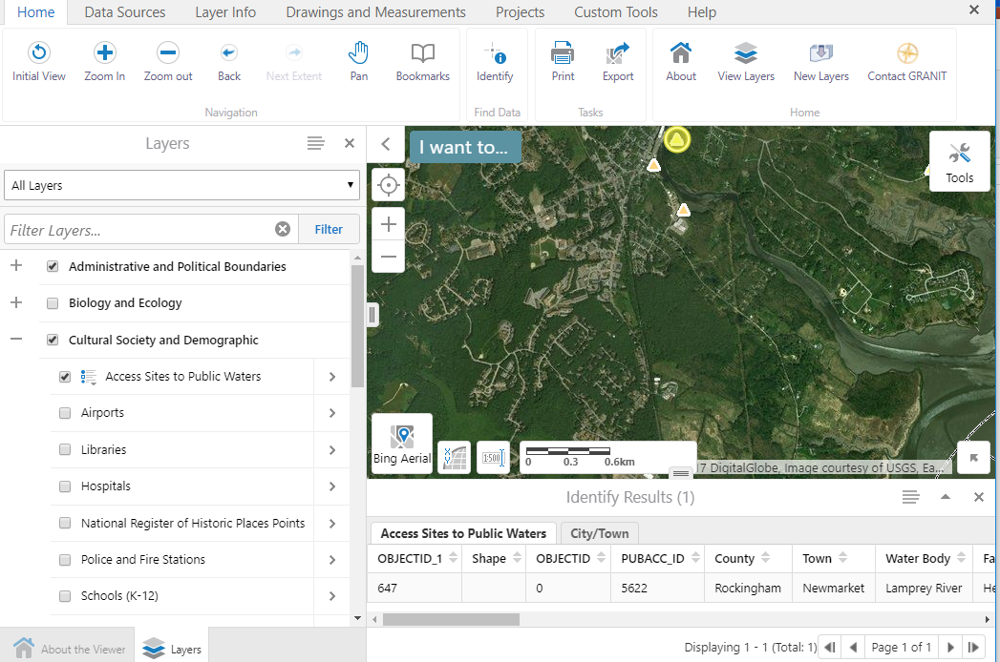 Home Data Sources Layer Info Drawings and Measurements Projects Custom Tools Help
Initial View Zoom In Zoom out Back Next Extent Pan Bookmarks Identify Print Export About View Layers New Layers Contact GRANIT
Navigation Find Data Tasks Home
Layers
All Layers
Filter Layers... Filter
Administrative and Political Boundaries
Biology and Ecology
Cultural Society and Demographic
Access Sites to Public Waters
Airports
Libraries
Hospitals
National Register of Historic Places Points
Police and Fire Stations
Schools (K-12)
About the Viewer Layers
I want to...
Tools
Bing Aerial
1:500
0 0.3 0.6km
17 DigitalGlobe, Image courtesy of USGS, Ea...
Identify Results (1)
Access Sites to Public Waters City/Town
OBJECTID_1 Shape OBJECTID PUBACC_ID County Town Water Body Fa
647 0 5622 Rockingham Newmarket Lamprey River He
Displaying 1 - 1 (Total: 1) Page 1 of 1